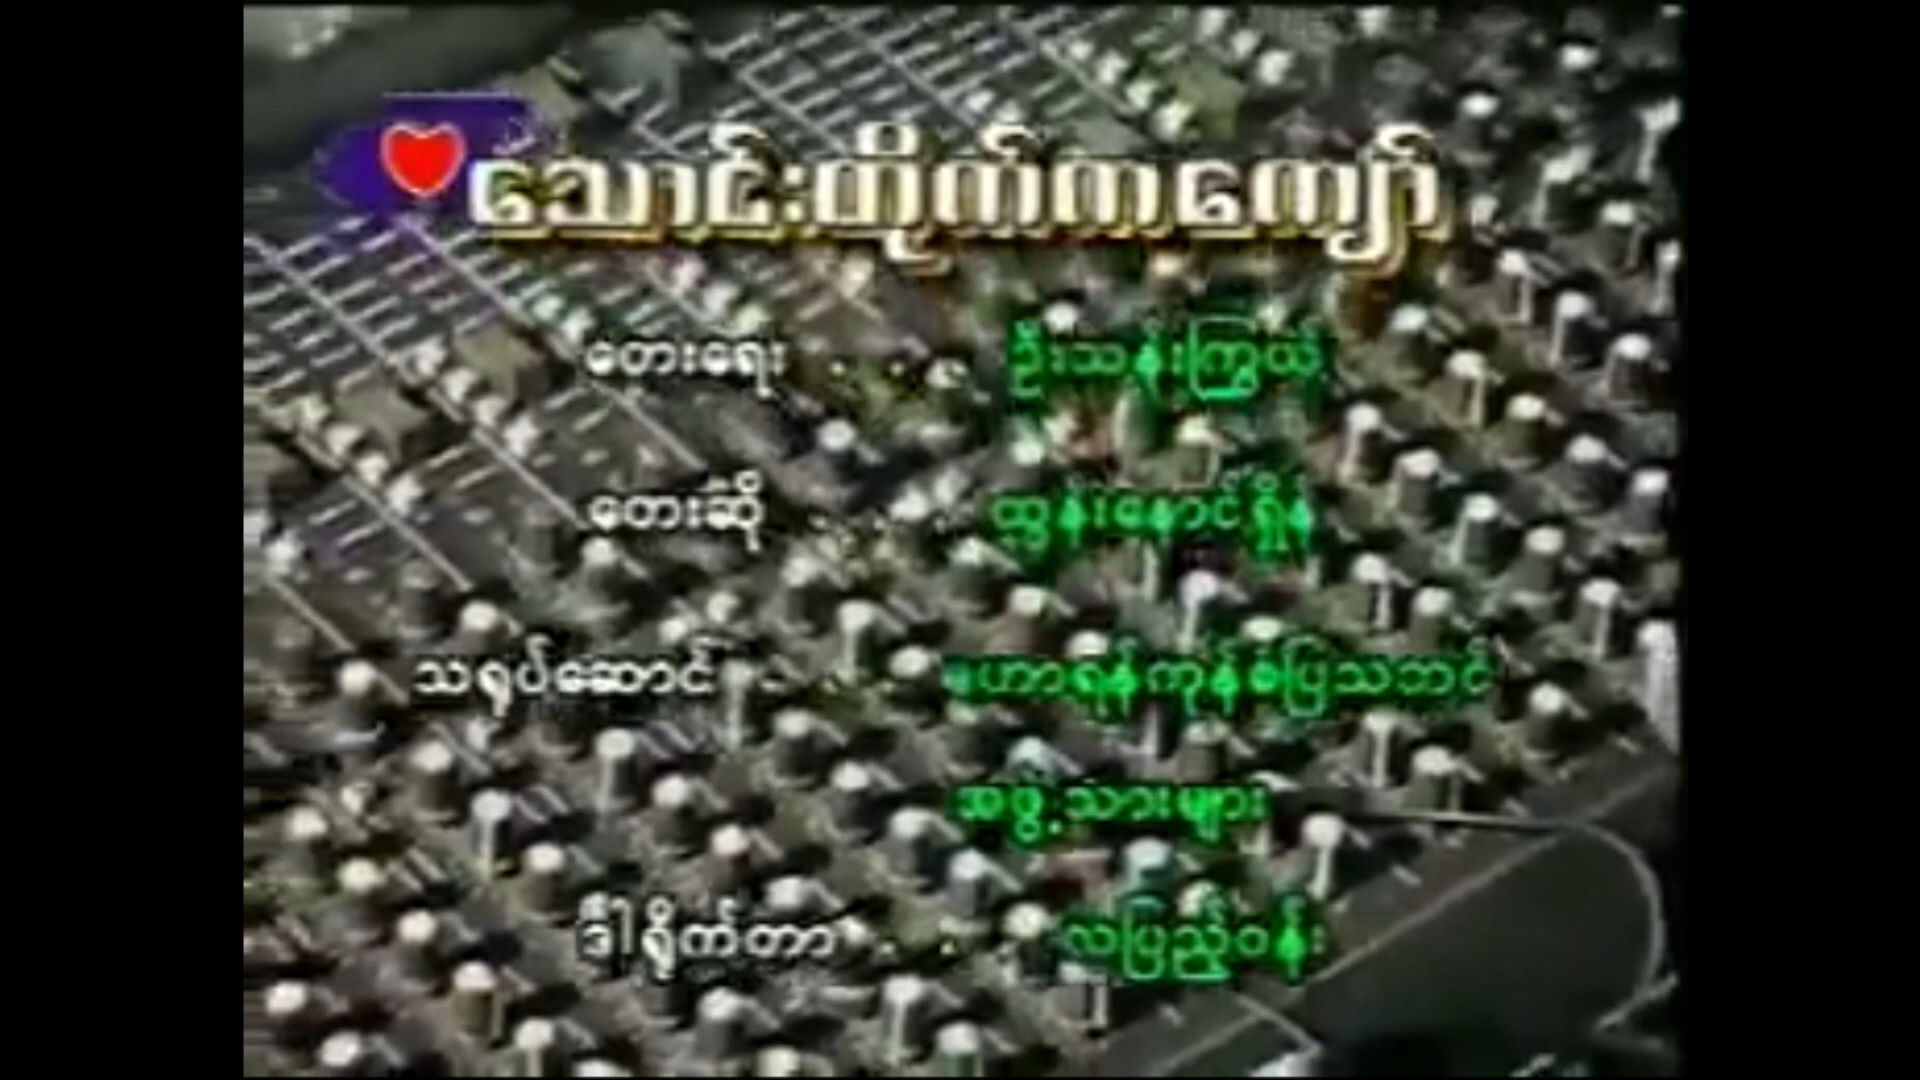 သောင်းတိုက်ကကျော်
တေးရေး . . . ဦးသန်းကြွယ်
တေးဆို . . . ထွန်းနောင်ရှိန်
သရုပ်ဆောင် . . . မဟာရန်ကုန်စံပြသဘင်
အဖွဲ့သားများ
ဒါရိုက်တာ . . . လပြည့်ဝန်း